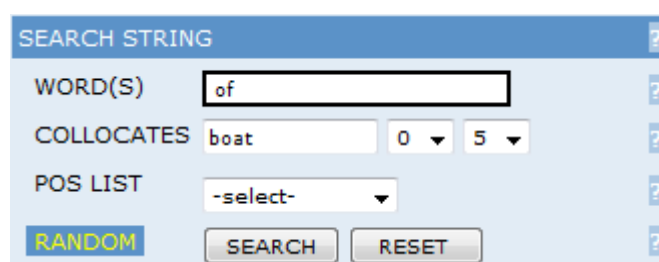 SEARCH STRING ?
WORD(S) of ?
COLLOCATES boat 0 5 ?
POS LIST -select- ?
RANDOM SEARCH RESET ?